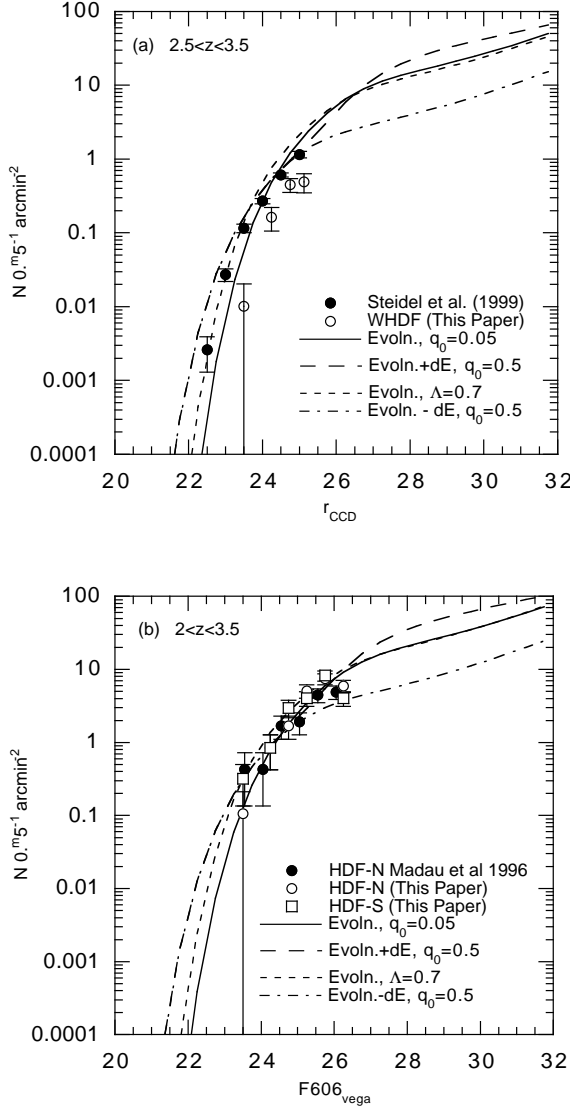 (a) 2.5<z<3.5
100
10
1
0.1
0.01
0.001
0.0001
N 0.ᵐ5⁻¹ arcmin⁻²
Steidel et al. (1999)
WHDF (This Paper)
Evoln., q₀=0.05
Evoln.+dE, q₀=0.5
Evoln., Λ=0.7
Evoln. - dE, q₀=0.5
20 22 24 26 28 30 32
r_CCD
(b) 2<z<3.5
100
10
1
0.1
0.01
0.001
0.0001
N 0.ᵐ5⁻¹ arcmin⁻²
HDF-N Madau et al 1996
HDF-N (This Paper)
HDF-S (This Paper)
Evoln., q₀=0.05
Evoln.+dE, q₀=0.5
Evoln., Λ=0.7
Evoln.-dE, q₀=0.5
20 22 24 26 28 30 32
F606_vega